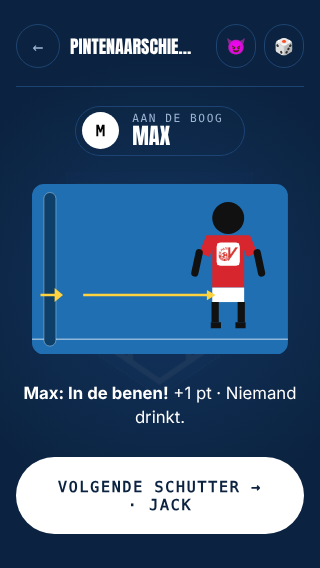 ←
PINTENAARSCHIE...
M
AAN DE BOOG
MAX
V
Max: In de benen! +1 pt · Niemand
drinkt.
VOLGENDE SCHUTTER →
· JACK